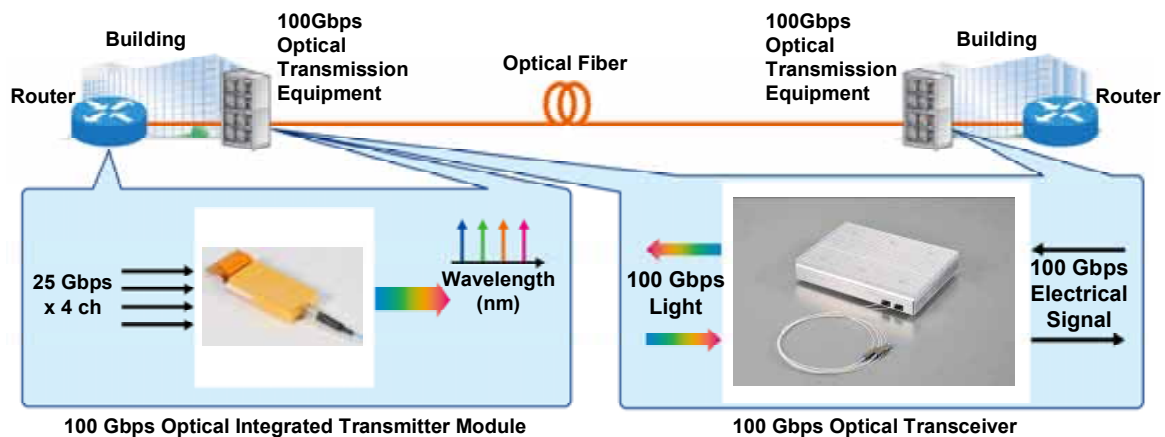 Building
100Gbps
Optical
Transmission
Equipment
Router
Optical Fiber
100Gbps
Optical
Transmission
Equipment
Building
Router
25 Gbps
x 4 ch
Wavelength
(nm)
100 Gbps
Light
100 Gbps
Electrical
Signal
100 Gbps Optical Integrated Transmitter Module
100 Gbps Optical Transceiver